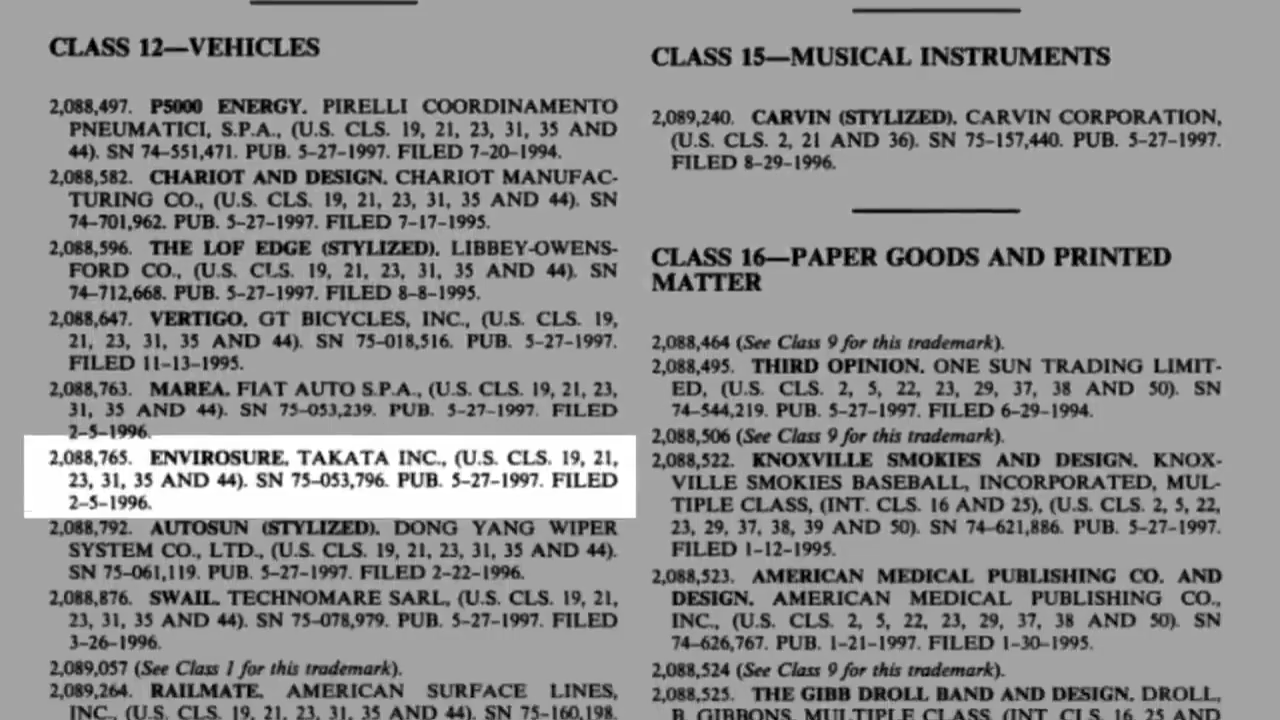 CLASS 12—VEHICLES
2,088,497. P5000 ENERGY. PIRELLI COORDINAMENTO
PNEUMATICI, S.P.A., (U.S. CLS. 19, 21, 23, 31, 35 AND
44). SN 74–551,471. PUB. 5–27–1997. FILED 7–20–1994.
2,088,582. CHARIOT AND DESIGN. CHARIOT MANUFAC-
TURING CO., (U.S. CLS. 19, 21, 23, 31, 35 AND 44). SN
74–701,962. PUB. 5–27–1997. FILED 7–17–1995.
2,088,596. THE LOF EDGE (STYLIZED). LIBBEY-OWENS-
FORD CO., (U.S. CLS. 19, 21, 23, 31, 35 AND 44). SN
74–712,668. PUB. 5–27–1997. FILED 8–8–1995.
2,088,647. VERTIGO. GT BICYCLES, INC., (U.S. CLS. 19,
21, 23, 31, 35 AND 44). SN 75–018,516. PUB. 5–27–1997.
FILED 11–13–1995.
2,088,763. MAREA. FIAT AUTO S.P.A., (U.S. CLS. 19, 21, 23,
31, 35 AND 44). SN 75–053,239. PUB. 5–27–1997. FILED
2–5–1996.
2,088,765. ENVIROSURE. TAKATA INC., (U.S. CLS. 19, 21,
23, 31, 35 AND 44). SN 75–053,796. PUB. 5–27–1997. FILED
2–5–1996.
2,088,792. AUTOSUN (STYLIZED). DONG YANG WIPER
SYSTEM CO., LTD., (U.S. CLS. 19, 21, 23, 31, 35 AND 44).
SN 75–061,119. PUB. 5–27–1997. FILED 2–22–1996.
2,088,876. SWAIL. TECHNOMARE SARL, (U.S. CLS. 19, 21,
23, 31, 35 AND 44). SN 75–078,979. PUB. 5–27–1997. FILED
3–26–1996.
2,089,057 (See Class 1 for this trademark).
2,089,264. RAILMATE. AMERICAN SURFACE LINES,
INC., (U.S. CLS. 19, 21, 23, 31, 35 AND 44). SN 75–160,198.
CLASS 15—MUSICAL INSTRUMENTS
2,089,240. CARVIN (STYLIZED). CARVIN CORPORATION,
(U.S. CLS. 2, 21 AND 36). SN 75–157,440. PUB. 5–27–1997.
FILED 8–29–1996.
CLASS 16—PAPER GOODS AND PRINTED
MATTER
2,088,464 (See Class 9 for this trademark).
2,088,495. THIRD OPINION. ONE SUN TRADING LIMIT-
ED, (U.S. CLS. 2, 5, 22, 23, 29, 37, 38 AND 50). SN
74–544,219. PUB. 5–27–1997. FILED 6–29–1994.
2,088,506 (See Class 9 for this trademark).
2,088,522. KNOXVILLE SMOKIES AND DESIGN. KNOX-
VILLE SMOKIES BASEBALL, INCORPORATED, MUL-
TIPLE CLASS, (INT. CLS. 16 AND 25), (U.S. CLS. 2, 5, 22,
23, 29, 37, 38, 39 AND 50). SN 74–621,886. PUB. 5–27–1997.
FILED 1–12–1995.
2,088,523. AMERICAN MEDICAL PUBLISHING CO. AND
DESIGN. AMERICAN MEDICAL PUBLISHING CO.,
INC., (U.S. CLS. 2, 5, 22, 23, 29, 37, 38 AND 50). SN
74–626,767. PUB. 1–21–1997. FILED 1–30–1995.
2,088,524 (See Class 9 for this trademark).
2,088,525. THE GIBB DROLL BAND AND DESIGN. DROLL,
B. GIBBONS, MULTIPLE CLASS, (INT. CLS. 16, 25 AND